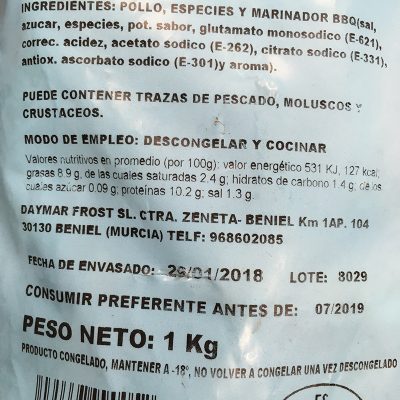 INGREDIENTES: POLLO, ESPECIES Y MARINADOR BBQ(sal,
azucar, especies, pot. sabor, glutamato monosodico (E-621),
correc. acidez, acetato sodico (E-262), citrato sodico (E-331),
antiox. ascorbato sodico (E-301)y aroma).
PUEDE CONTENER TRAZAS DE PESCADO, MOLUSCOS Y
CRUSTACEOS.
MODO DE EMPLEO: DESCONGELAR Y COCINAR
Valores nutritivos en promedio (por 100g): valor energético 531 KJ, 127 kcal;
grasas 8.9 g, de las cuales saturadas 2.4 g; hidratos de carbono 1.4 g; de los
cuales azúcar 0.09 g; proteínas 10.2 g; sal 1.3 g.
DAYMAR FROST SL. CTRA. ZENETA- BENIEL Km 1AP. 104
30130 BENIEL (MURCIA) TELF: 968602085
FECHA DE ENVASADO: 26/01/2018 LOTE: 8029
CONSUMIR PREFERENTE ANTES DE: 07/2019
PESO NETO: 1 Kg
PRODUCTO CONGELADO, MANTENER A -18º, NO VOLVER A CONGELAR UNA VEZ DESCONGELADO
ES